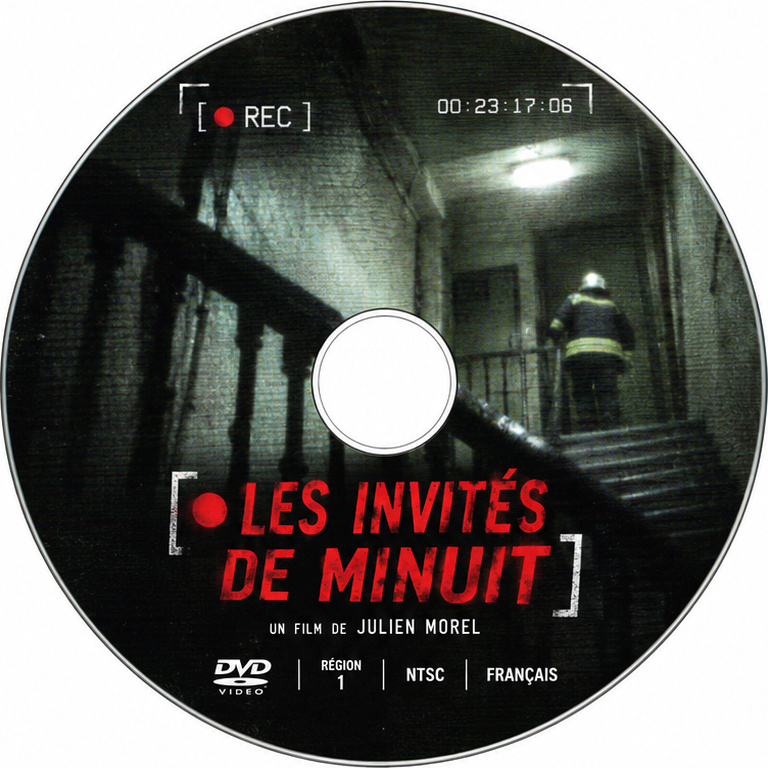 [ ● REC ]
00:23:17:06
[● LES INVITÉS
DE MINUIT]
UN FILM DE JULIEN MOREL
DVD
VIDEO
RÉGION
1
NTSC
FRANÇAIS